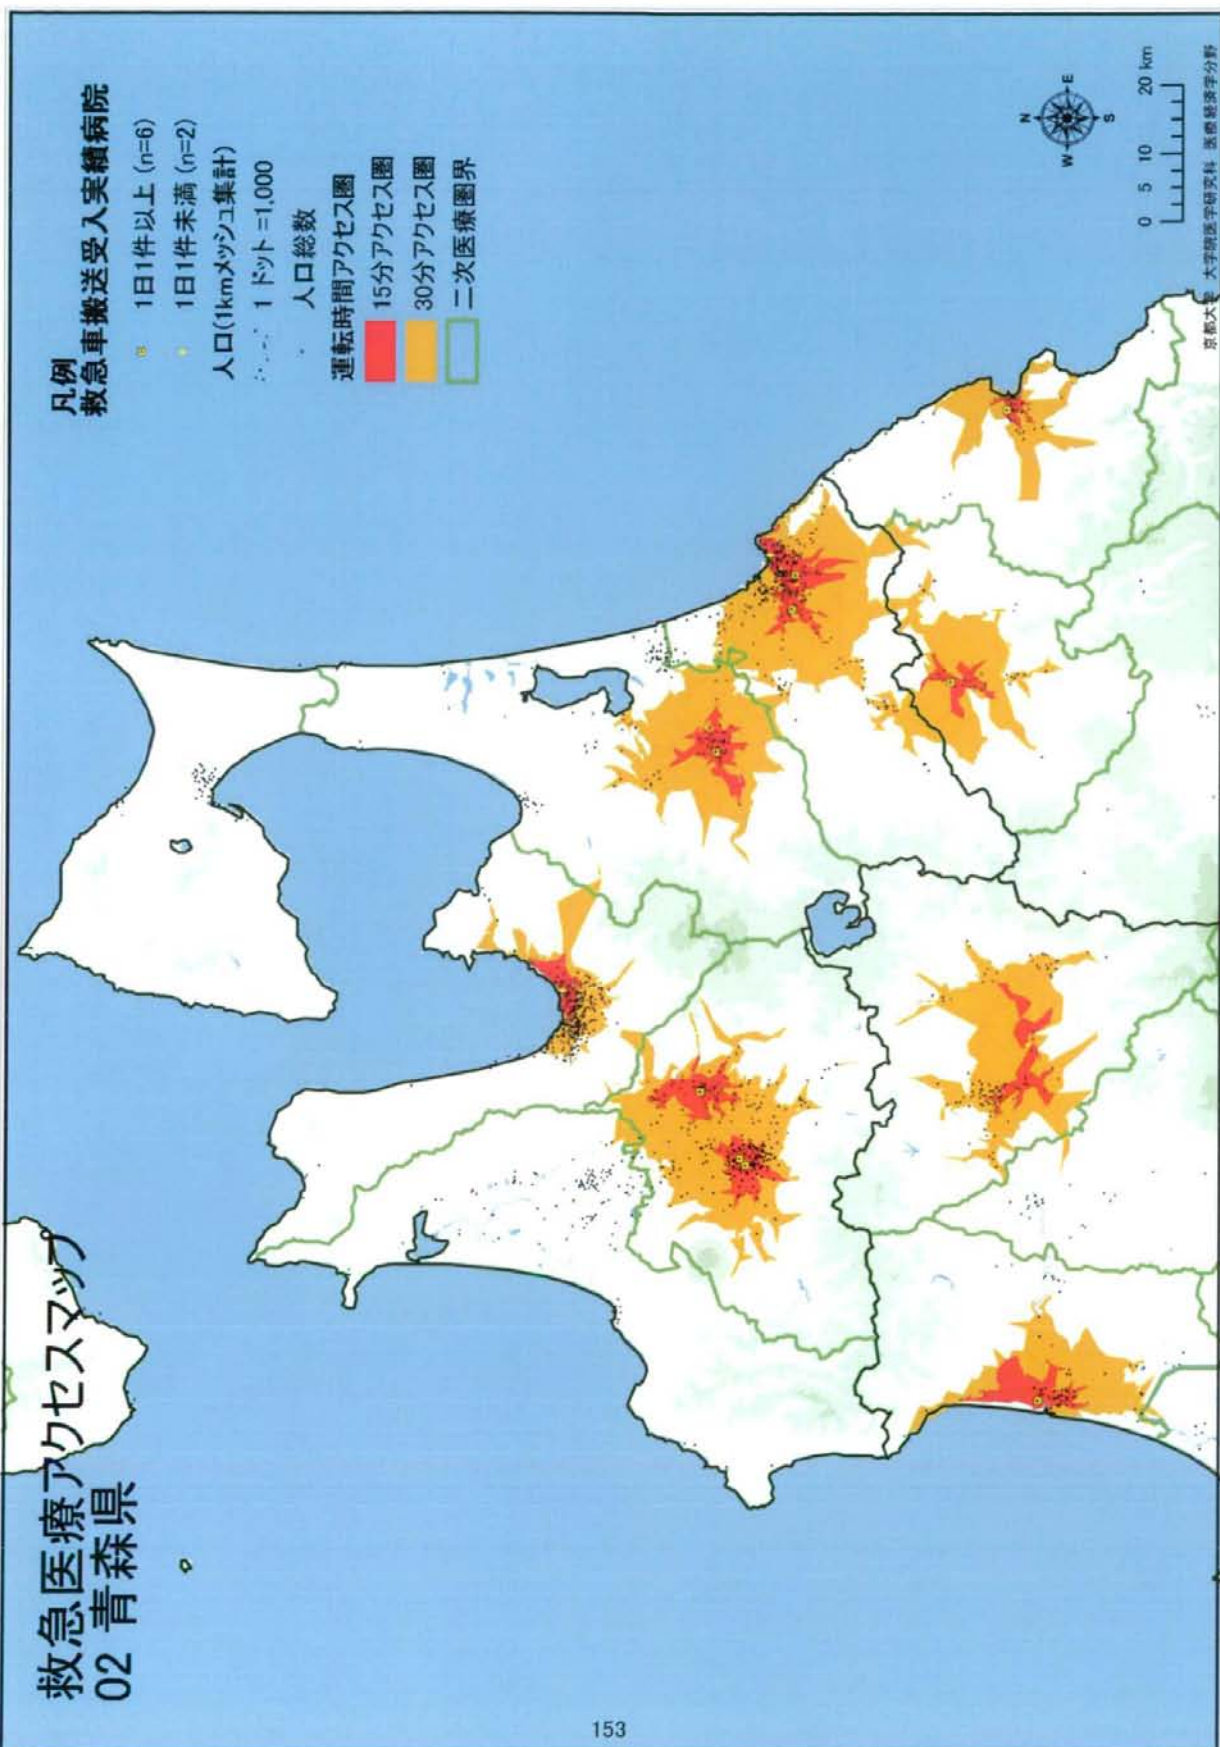 救急医療アクセスマップ
02 青森県
凡例
救急車搬送受入実績病院
1日1件以上 (n=6)
1日1件未満 (n=2)
人口(1kmメッシュ集計)
1 ドット =1,000
人口総数
運転時間アクセス圏
15分アクセス圏
30分アクセス圏
二次医療圏界
N
W
E
S
0 5 10 20 km
京都大学 大学院医学研究科 医療経済学分野
153